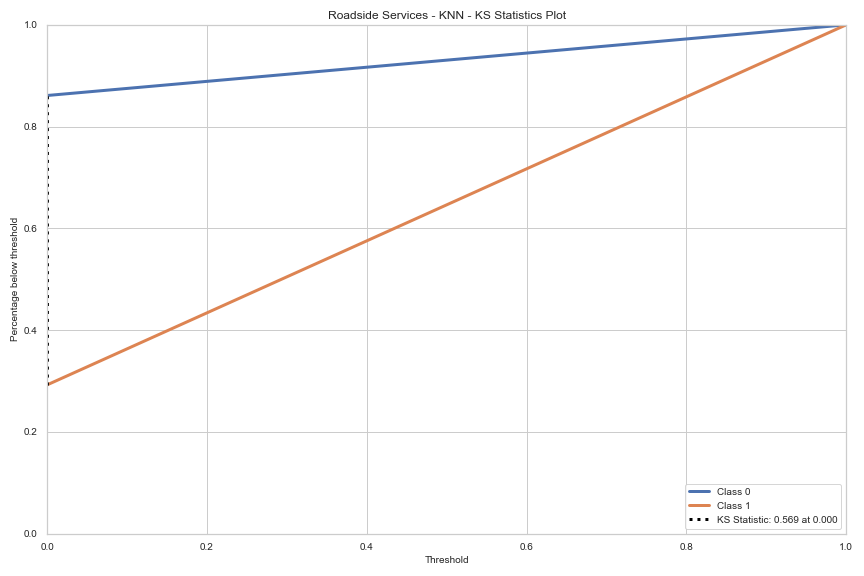 Roadside Services - KNN - KS Statistics Plot
1.0
0.8
0.6
0.4
0.2
0.0
Percentage below threshold
0.0 0.2 0.4 0.6 0.8 1.0
Threshold
Class 0
Class 1
KS Statistic: 0.569 at 0.000